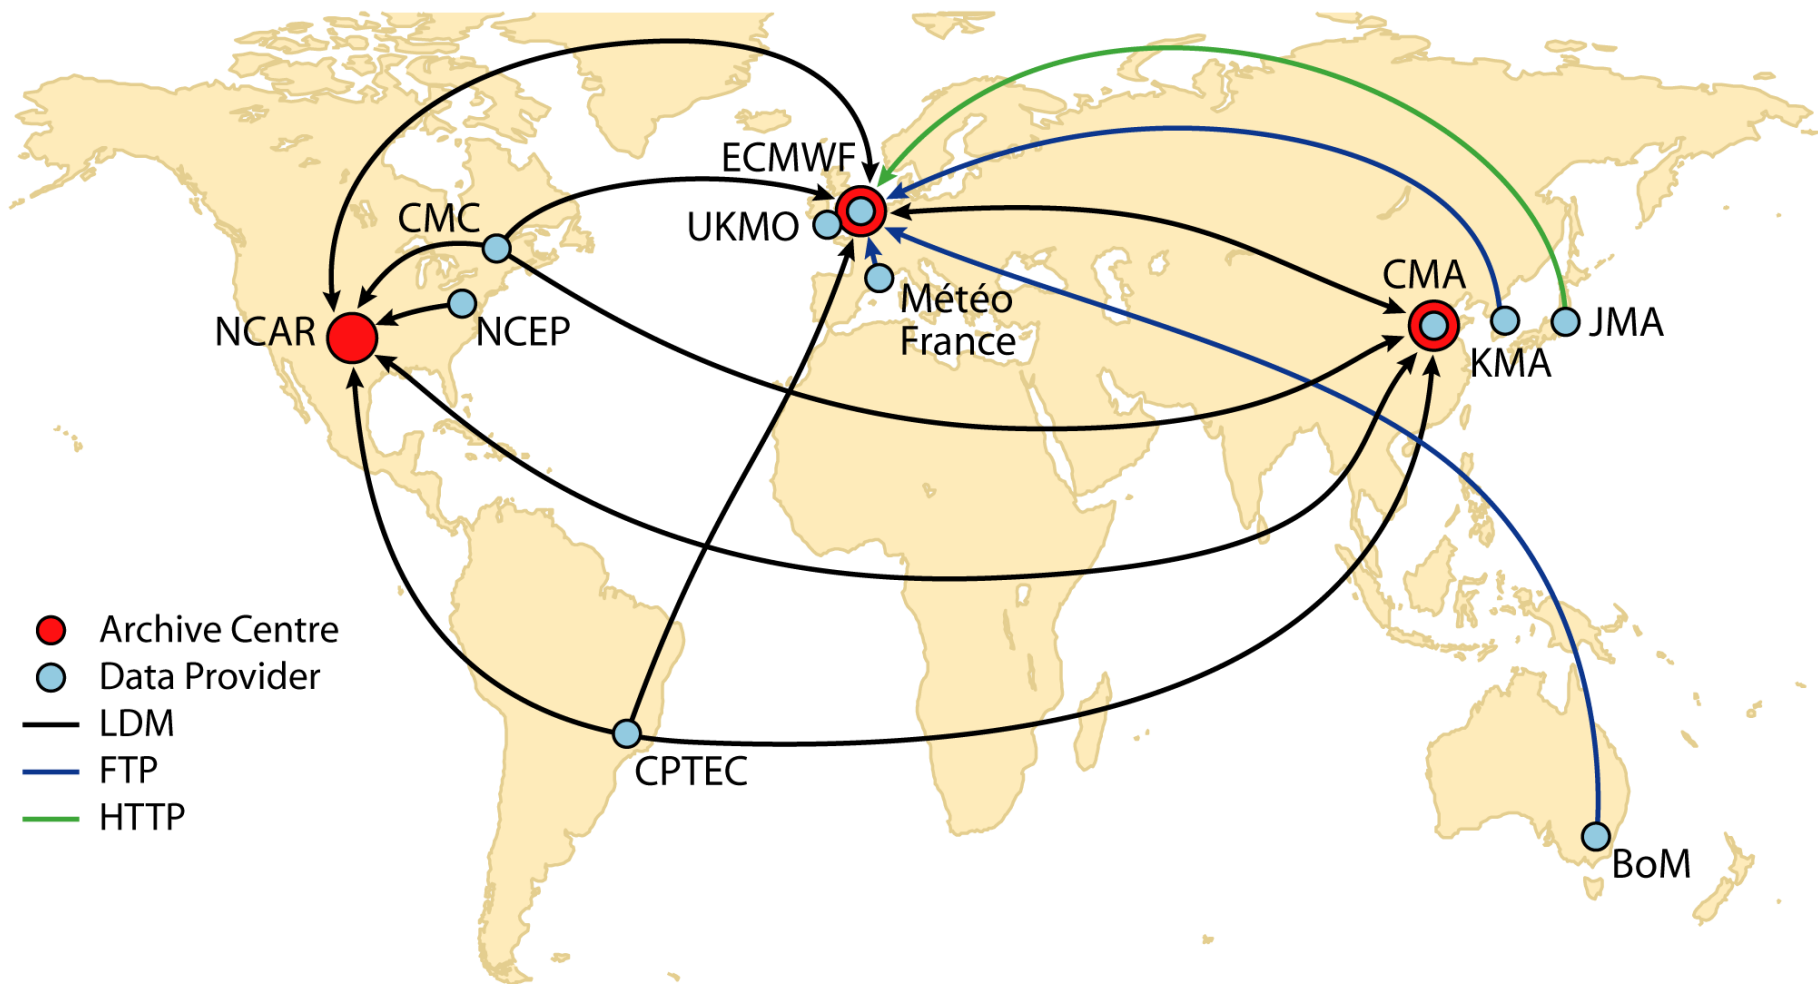 ECMWF
CMC
UKMO
CMA
Météo
France
NCAR
NCEP
JMA
KMA
Archive Centre
Data Provider
LDM
FTP
HTTP
CPTEC
BoM